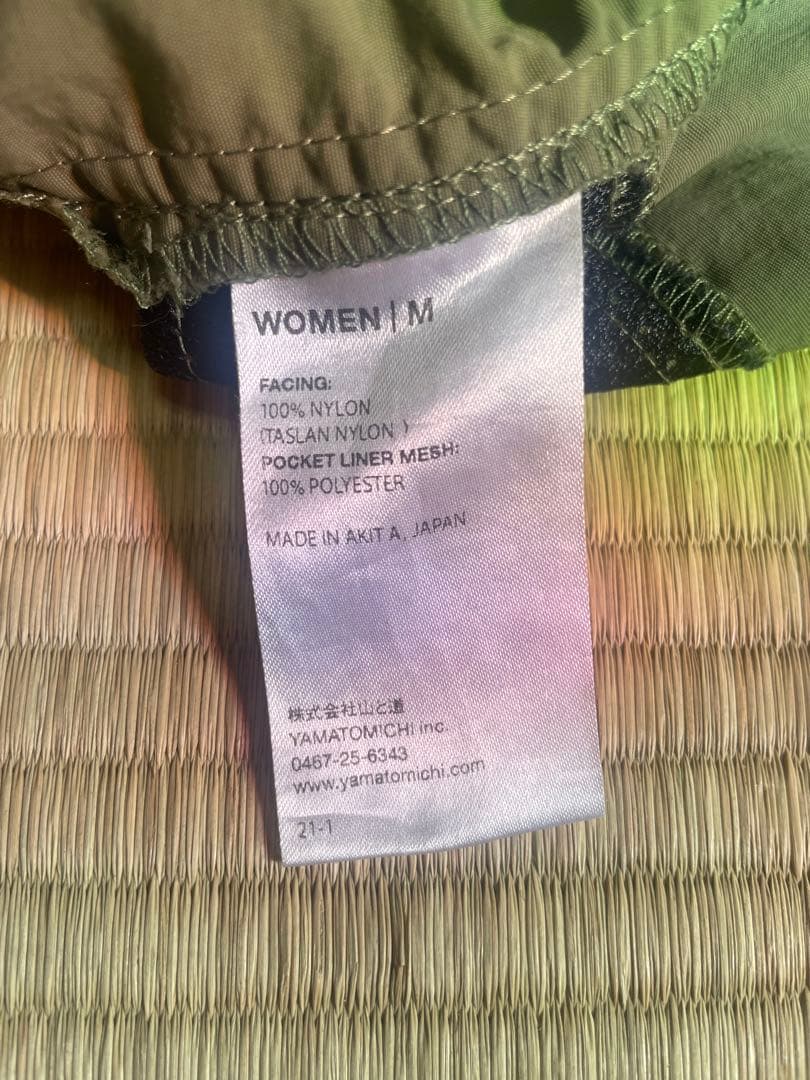 WOMEN | M
FACING:
100% NYLON
(TASLAN NYLON )
POCKET LINER MESH:
100% POLYESTER
MADE IN AKIT A, JAPAN
株式会社山と道
YAMATOMICHI inc.
0467-25-6343
www.yamatomichi.com
21-1